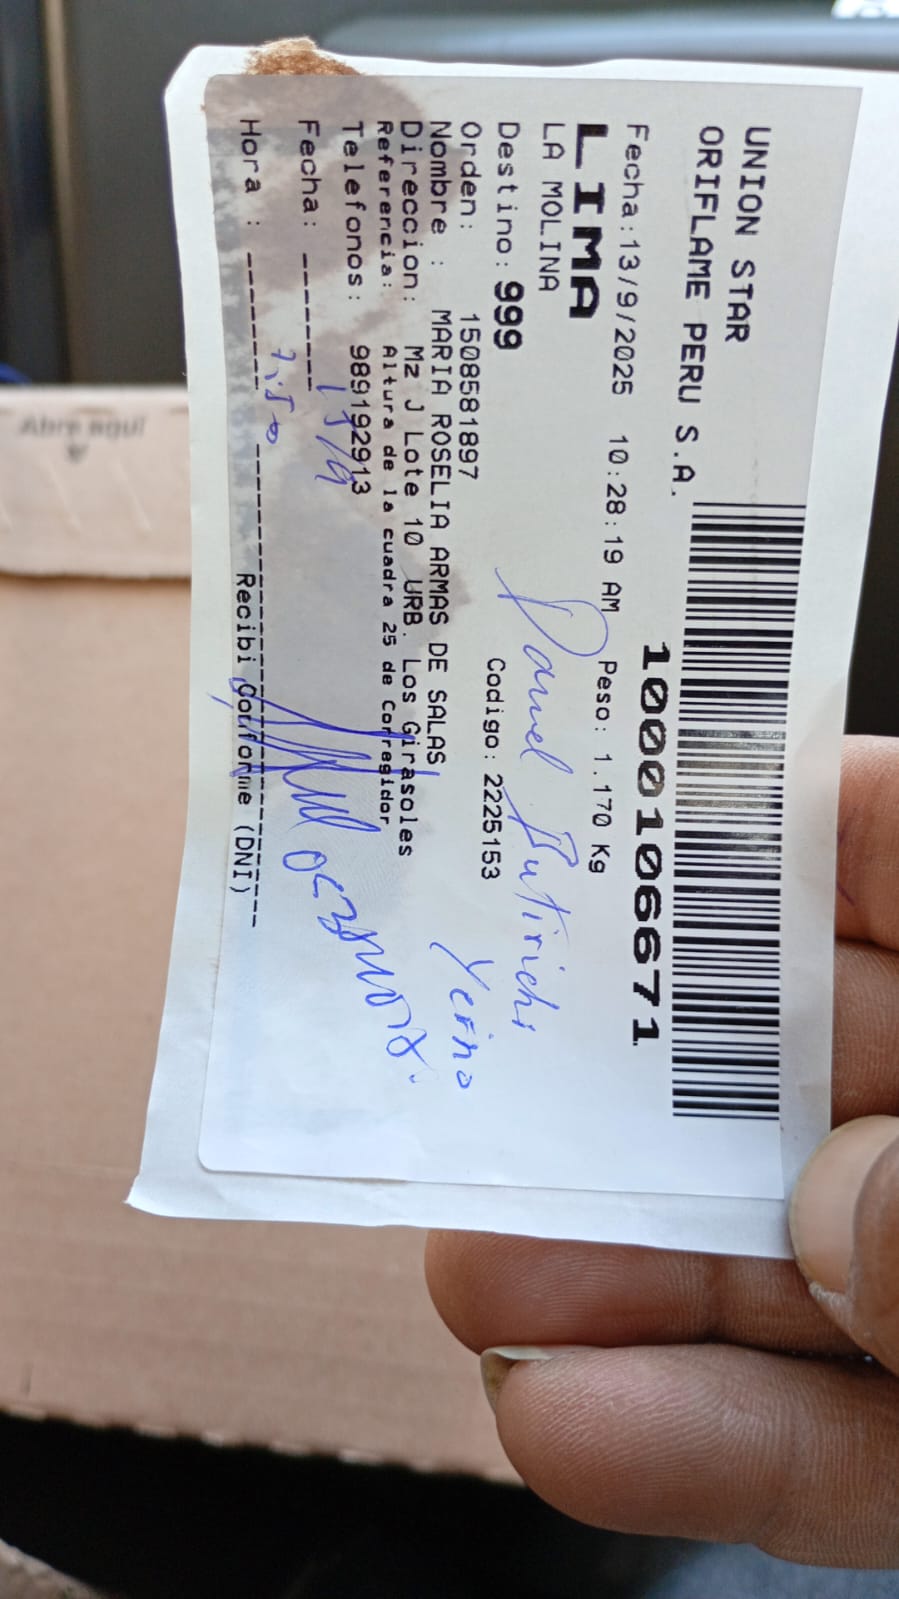 UNION STAR
ORIFLAME PERU S.A.
1000106671
Fecha:13/9/2025 10:28:19 AM Peso: 1.170 Kg
LIMA
LA MOLINA
Destino: 999 Codigo: 2225153
Orden: 1508581897
Nombre : MARIA ROSELIA ARMAS DE SALAS
Direccion: Mz J Lote 10 URB. Los Girasoles
Referencia: Altura de la cuadra 25 de Corregidor
Telefonos: 989192913
Fecha: ------
Hora : ------
Recibi Conforme (DNI)
Yerno
Abre aquí